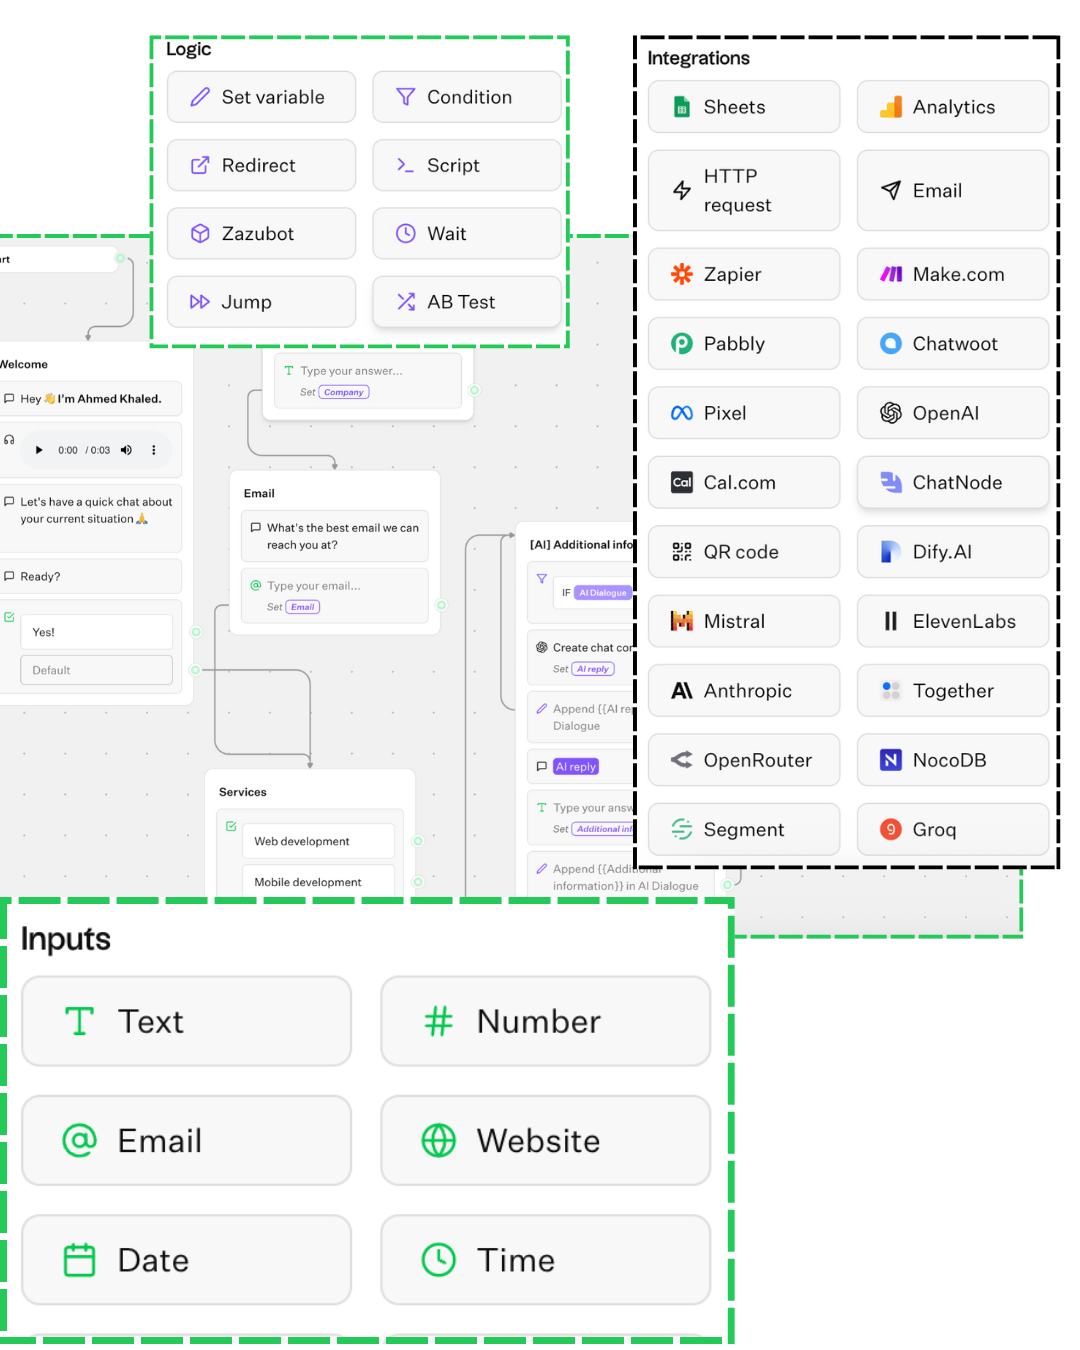 Logic
Set variable
Condition
Redirect
Script
Zazubot
Wait
Jump
AB Test
Integrations
Sheets
Analytics
HTTP
request
Email
Zapier
Make.com
Pabbly
Chatwoot
Pixel
OpenAI
Cal
Cal.com
ChatNode
QR code
Dify.AI
Mistral
ElevenLabs
Anthropic
Together
OpenRouter
NocoDB
Segment
Groq
Welcome
Hey 👋 I'm Ahmed Khaled.
0:00 / 0:03
Let's have a quick chat about
your current situation🙏
Ready?
Yes!
Default
Type your answer...
Set Company
Email
What's the best email we can
reach you at?
Type your email...
Set Email
Services
Web development
Mobile development
[AI] Additional
IF AI Dialogue
Create chat
Set AI reply
Append {{AI
Dialogue
AI reply
Type your
Set Additional
Append {{Additional
information}} in AI Dialogue
Inputs
Text
Number
Email
Website
Date
Time